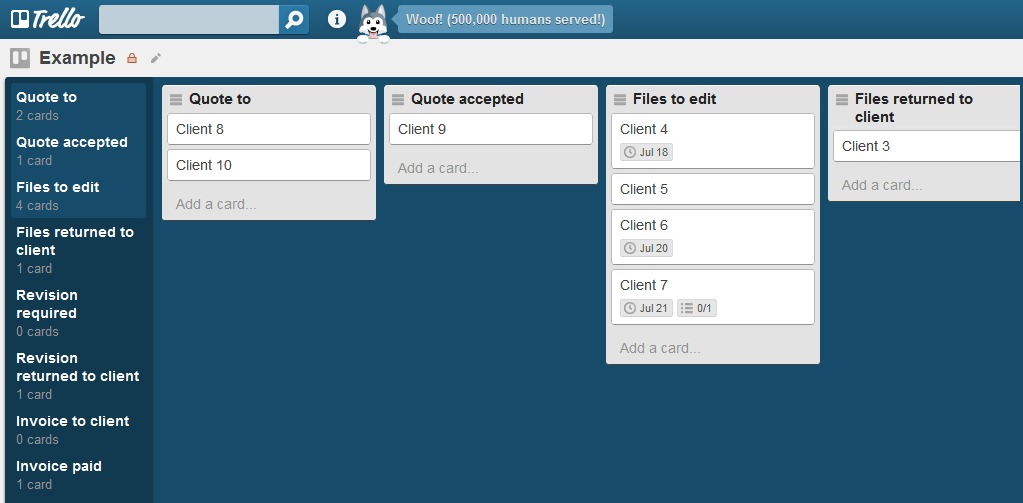 Trello
Woof! (500,000 humans served!)
Example
Quote to
2 cards
Quote accepted
1 card
Files to edit
4 cards
Files returned to
client
1 card
Revision
required
0 cards
Revision
returned to client
1 card
Invoice to client
0 cards
Invoice paid
1 card
Quote to
Client 8
Client 10
Add a card...
Quote accepted
Client 9
Add a card...
Files to edit
Client 4
Jul 18
Client 5
Client 6
Jul 20
Client 7
Jul 21 0/1
Add a card...
Files returned to
client
Client 3
Add a card...